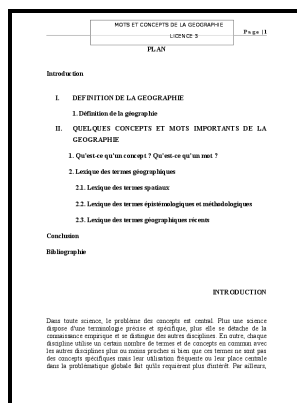 MOTS ET CONCEPTS DE LA GEOGRAPHIE
LICENCE 3
Page |1
PLAN
Introduction
I. DEFINITION DE LA GEOGRAPHIE
1. Définition de la géographie
II. QUELQUES CONCEPTS ET MOTS IMPORTANTS DE LA
GEOGRAPHIE
1. Qu'est-ce qu'un concept ? Qu'est-ce qu'un mot ?
2. Lexique des termes géographiques
2.1. Lexique des termes spatiaux
2.2. Lexique des termes épistémologiques et méthodologiques
2.3. Lexique des termes géographiques récents
Conclusion
Bibliographie
INTRODUCTION
Dans toute science, le problème des concepts est central. Plus une science
dispose d'une terminologie précise et spécifique, plus elle se détache de la
connaissance empirique et se distingue des autres disciplines. En outre, chaque
discipline utilise un certain nombre de termes et de concepts en commun avec
les autres disciplines plus ou moins proches si bien que ces termes ne sont pas
des concepts spécifiques mais leur utilisation fréquente ou leur place centrale
dans la problématique globale fait qu'ils requièrent plus d'intérêt. Par ailleurs,